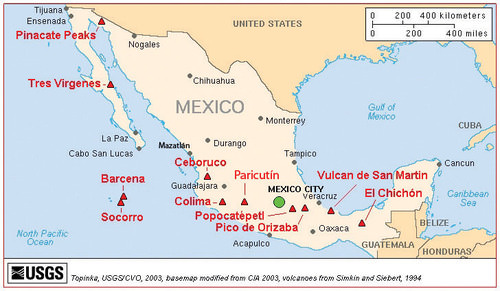 Tijuana
Ensenada
Pinacate Peaks
Nogales
UNITED STATES
0 200 400 kilometers
0 200 400 miles
Tres Virgenes
Chihuahua
MEXICO
Monterrey
Gulf of
Mexico
CUBA
La Paz
Cabo San Lucas
Mazatlán
Durango
Tampico
Cancun
Ceboruco
Paricutín
Vulcan de San Martin
Barcena
Guadalajara
MEXICO CITY
El Chichón
Caribbean
Sea
Colima
Veracruz
Socorro
Popocatépetl
Pico de Orizaba
BELIZE
North Pacific
Ocean
Acapulco
Oaxaca
GUATEMALA
HONDURAS
USGS
Topinka, USGS/CVO, 2003, basemap modified from CIA 2003, volcanoes from Simkin and Siebert, 1994